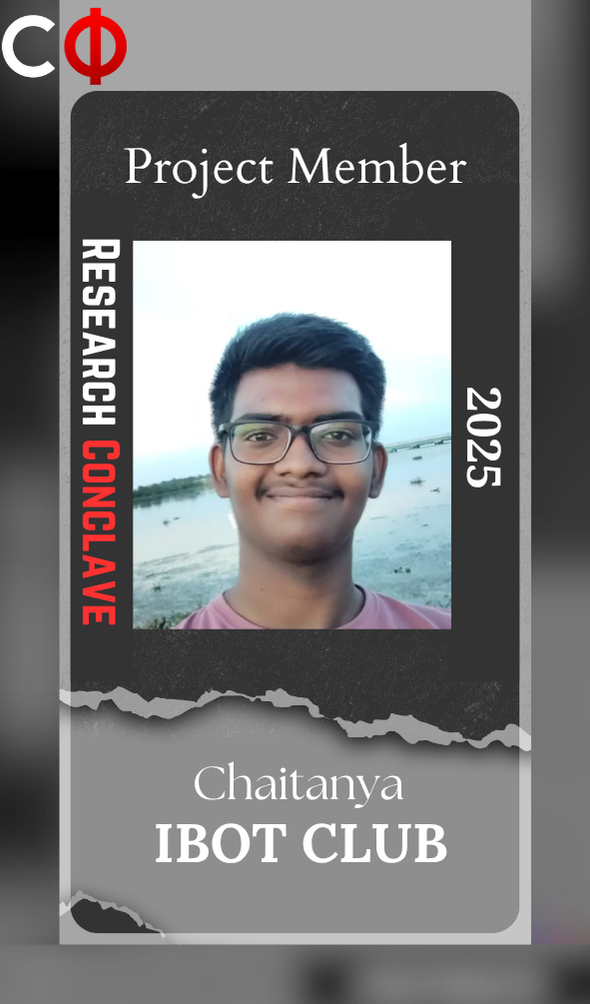 CΦ
Project Member
RESEARCH CONCLAVE
2025
Chaitanya
IBOT CLUB